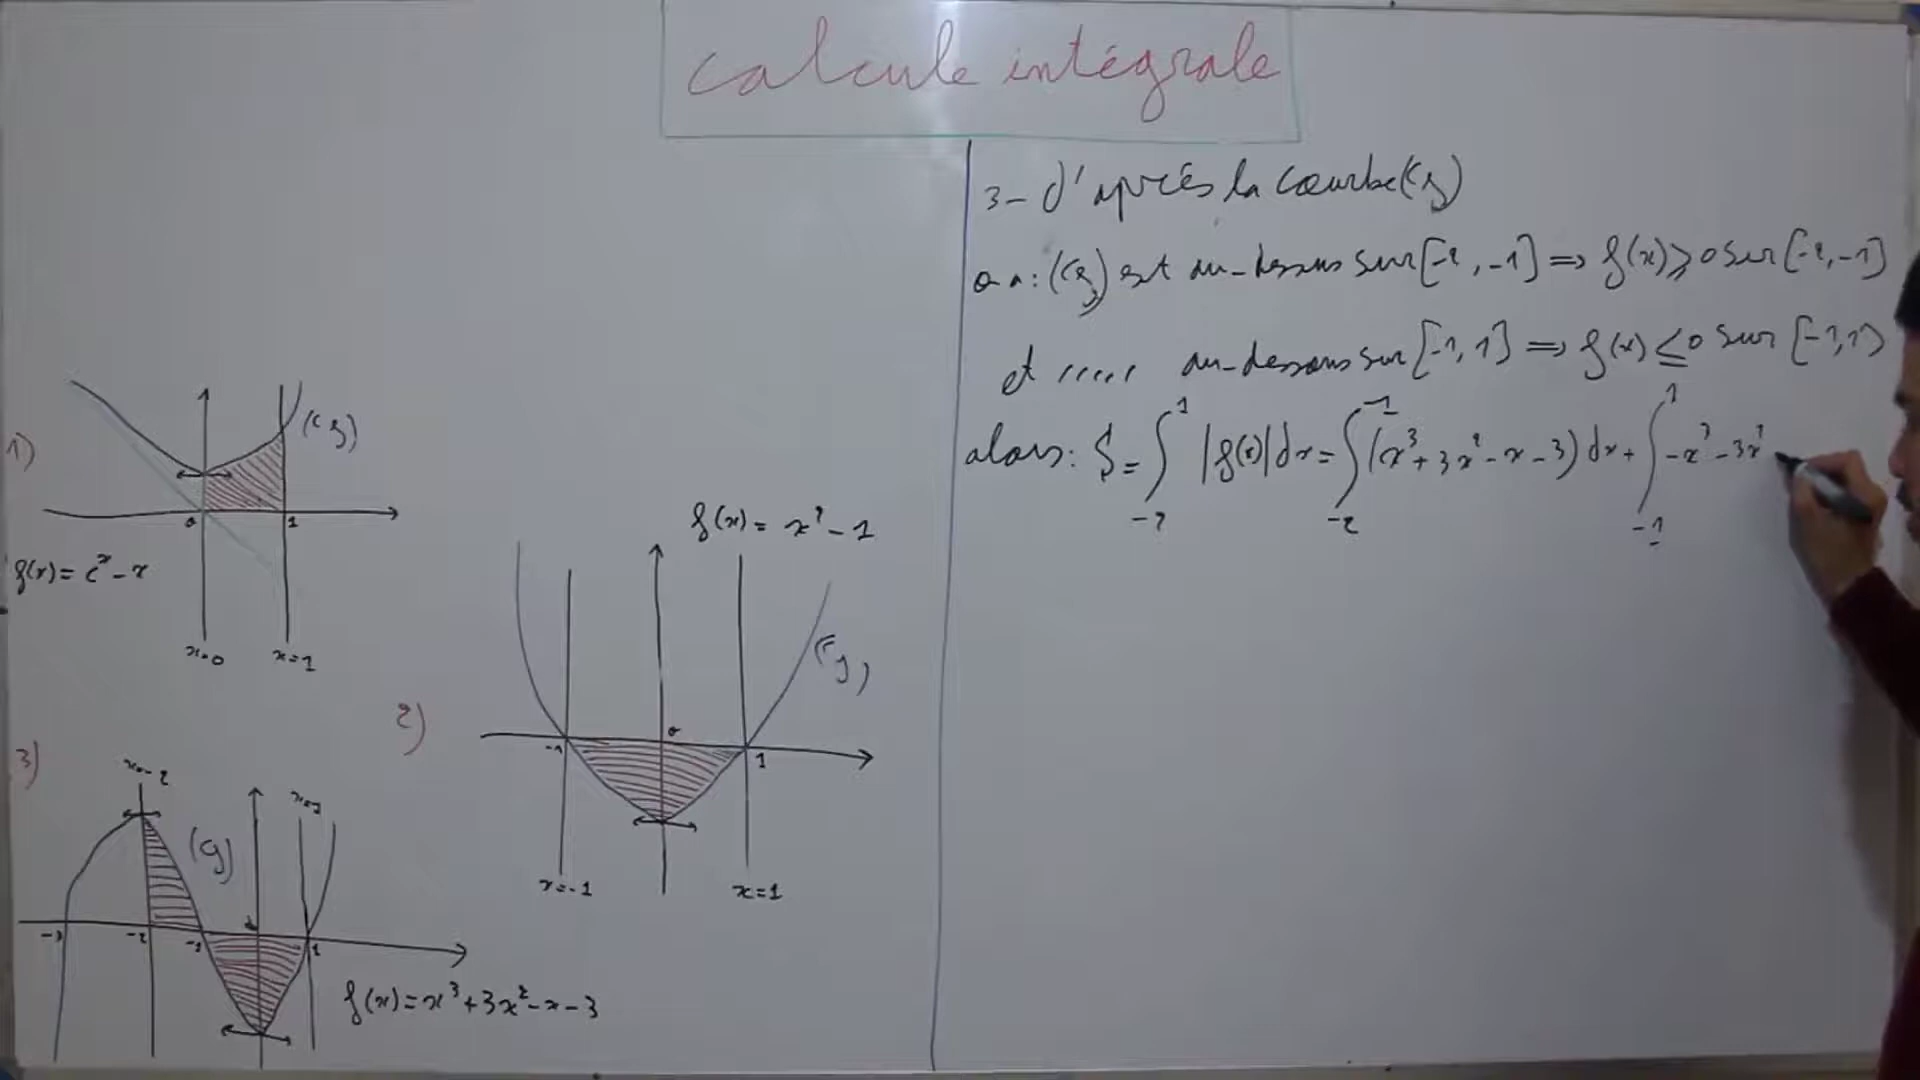 calcule intégrale
1)
(Cf)
0
1
f(x) = e^x - x
x=0
x=1
2)
f(x) = x² - 1
(Cf)
-1
0
1
x=-1
x=1
3)
x=-2
x=1
(Cf)
-3
-2
-1
1
f(x) = x³ + 3x² - x - 3
3- d'après la courbe (Cf)
on a : (Cf) est au-dessus sur [-2, -1] ⇒ f(x) ⩾ 0 sur [-2, -1]
et ..... au-dessous sur [-1, 1] ⇒ f(x) ≤ 0 sur [-1, 1]
alors : S = ∫_{-2}^{1} |f(x)| dx = ∫_{-2}^{-1} (x³ + 3x² - x - 3) dx + ∫_{-1}^{1} -x³ - 3x²